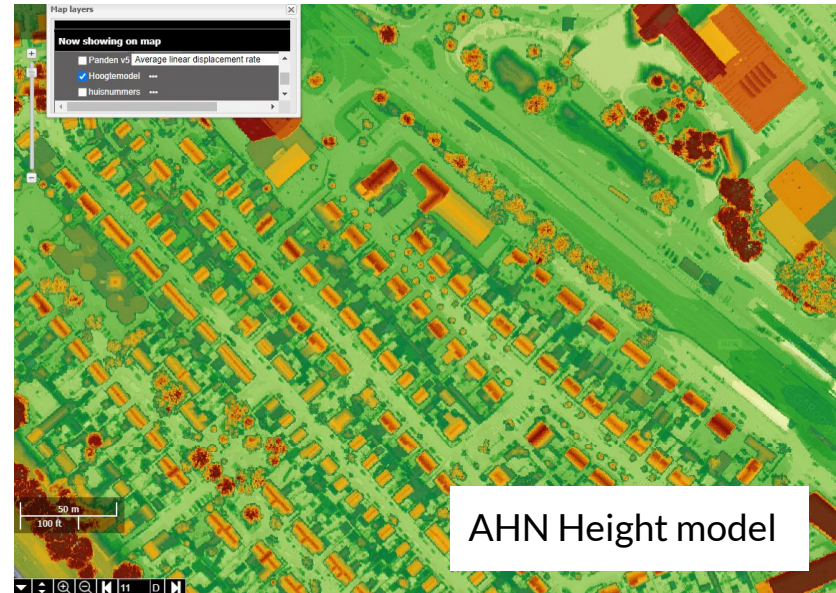 Map layers
Now showing on map
Panden v5 Average linear displacement rate
Hoogtemodel •••
huisnummers •••
50 m
100 ft
AHN Height model
11 D